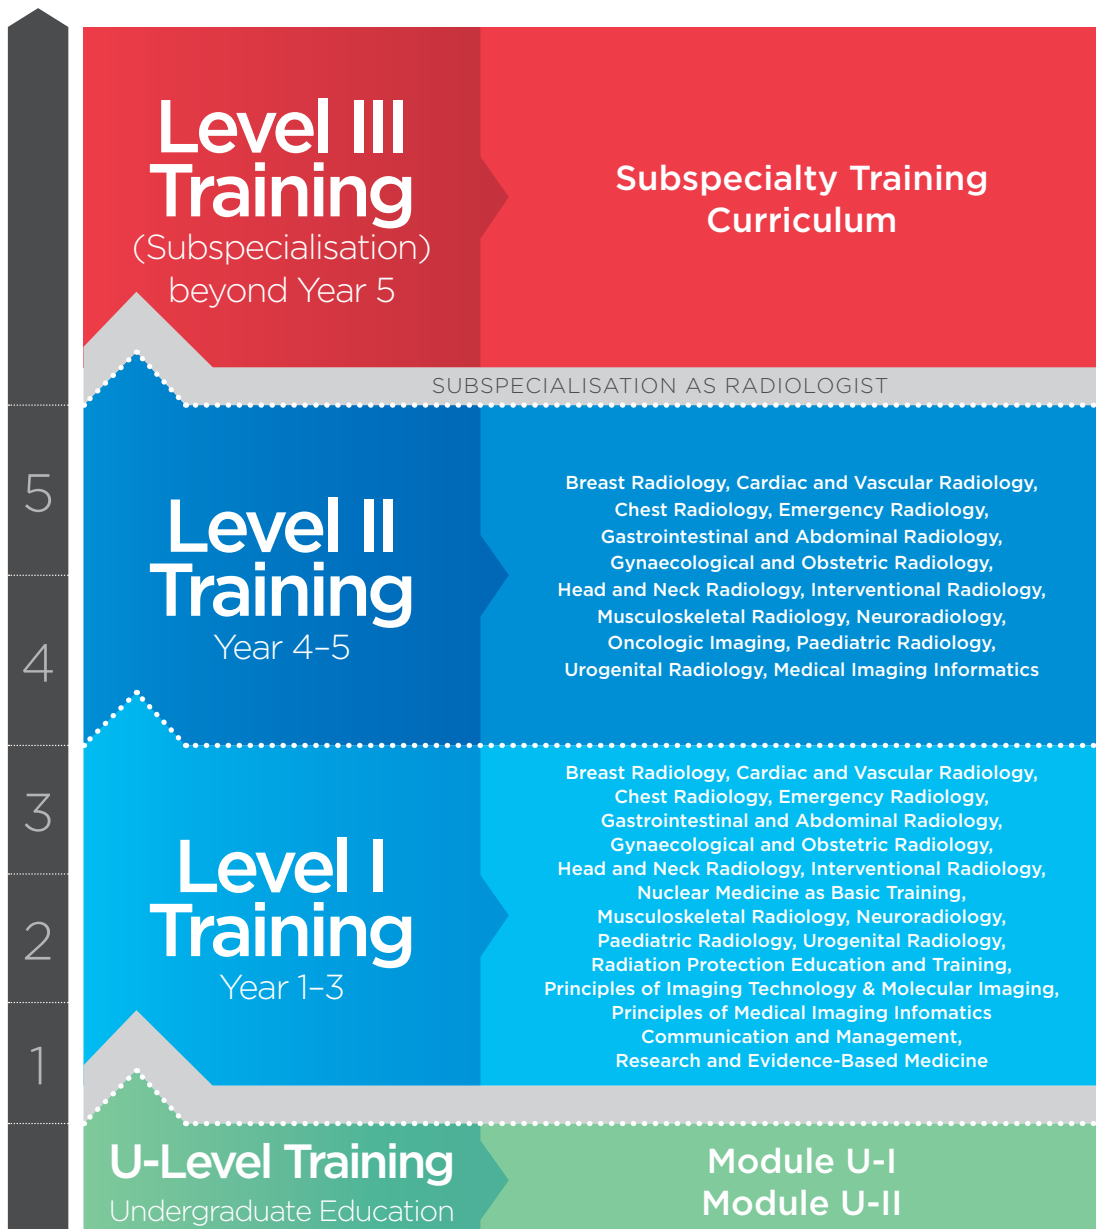 Level III
Training
(Subspecialisation)
beyond Year 5
Subspecialty Training
Curriculum
SUBSPECIALISATION AS RADIOLOGIST
5
4
Level II
Training
Year 4–5
Breast Radiology, Cardiac and Vascular Radiology,
Chest Radiology, Emergency Radiology,
Gastrointestinal and Abdominal Radiology,
Gynaecological and Obstetric Radiology,
Head and Neck Radiology, Interventional Radiology,
Musculoskeletal Radiology, Neuroradiology,
Oncologic Imaging, Paediatric Radiology,
Urogenital Radiology, Medical Imaging Informatics
3
2
1
Level I
Training
Year 1–3
Breast Radiology, Cardiac and Vascular Radiology,
Chest Radiology, Emergency Radiology,
Gastrointestinal and Abdominal Radiology,
Gynaecological and Obstetric Radiology,
Head and Neck Radiology, Interventional Radiology,
Nuclear Medicine as Basic Training,
Musculoskeletal Radiology, Neuroradiology,
Paediatric Radiology, Urogenital Radiology,
Radiation Protection Education and Training,
Principles of Imaging Technology & Molecular Imaging,
Principles of Medical Imaging Infomatics
Communication and Management,
Research and Evidence-Based Medicine
U-Level Training
Undergraduate Education
Module U-I
Module U-II